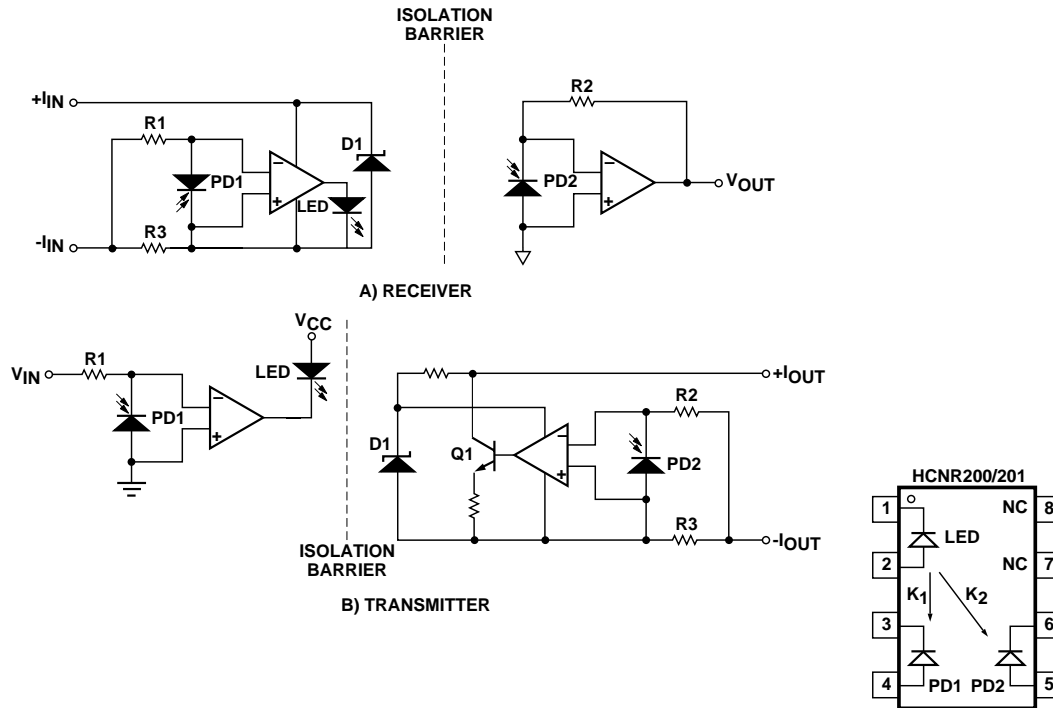 ISOLATION
BARRIER
+IIN
R1
PD1
LED
D1
-IIN
R3
R2
PD2
VOUT
A) RECEIVER
VIN
R1
PD1
VCC
LED
ISOLATION
BARRIER
D1
Q1
R2
PD2
R3
+IOUT
-IOUT
B) TRANSMITTER
HCNR200/201
1
NC
8
LED
2
NC
7
K1
K2
3
6
4
PD1
PD2
5